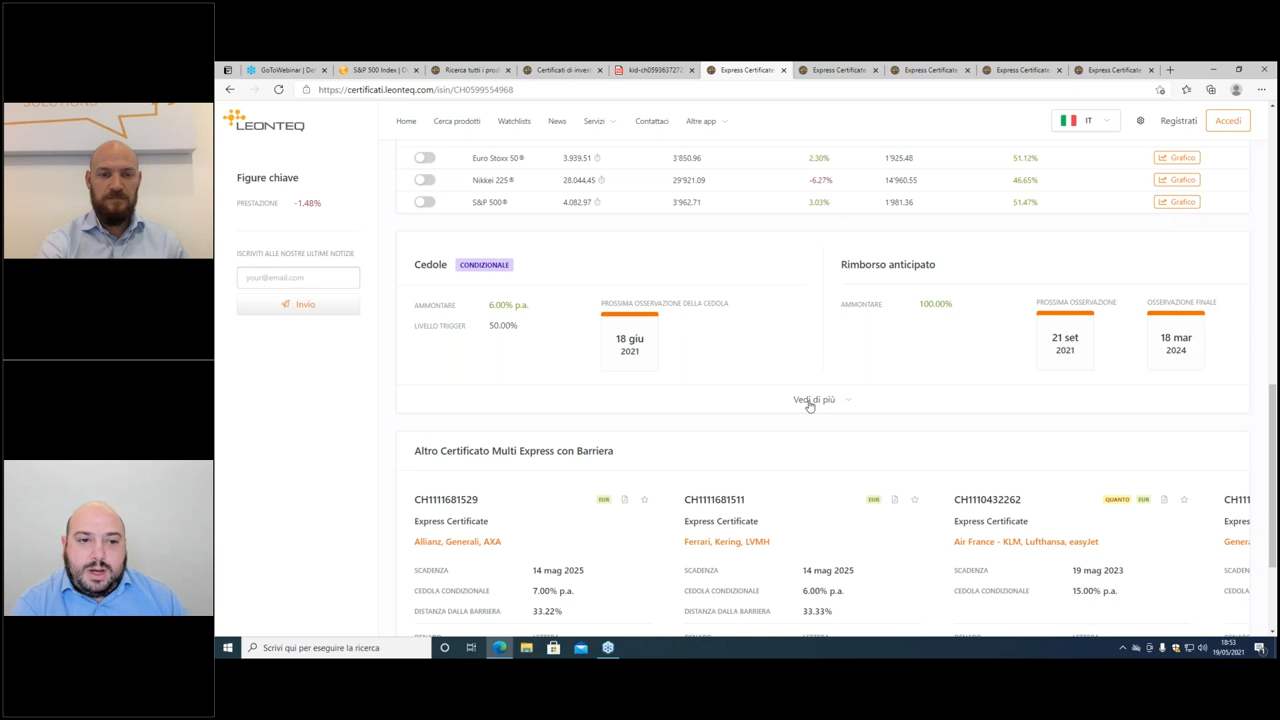 SOLUTIONS
GoToWebinar | De
S&P 500 Index | O
Ricerca tutti i prod
Certificati di invest
kid-ch0593637272
Express Certificate
Express Certificate
Express Certificate
Express Certificate
Express Certificate
https://certificati.leonteq.com/isin/CH0599554968
LEONTEQ
Home
Cerca prodotti
Watchlists
News
Servizi
Contattaci
Altre app
IT
Registrati
Accedi
Figure chiave
PRESTAZIONE -1.48%
ISCRIVITI ALLE NOSTRE ULTIME NOTIZIE
your@email.com
Invio
Euro Stoxx 50® 3.939,51 3'850.96 2.30% 1'925.48 51.12% Grafico
Nikkei 225® 28.044,45 29'921.09 -6.27% 14'960.55 46.65% Grafico
S&P 500® 4.082,97 3'962.71 3.03% 1'981.36 51.47% Grafico
Cedole CONDIZIONALE
AMMONTARE 6.00% p.a.
LIVELLO TRIGGER 50.00%
PROSSIMA OSSERVAZIONE DELLA CEDOLA
18 giu
2021
Rimborso anticipato
AMMONTARE 100.00%
PROSSIMA OSSERVAZIONE
21 set
2021
OSSERVAZIONE FINALE
18 mar
2024
Vedi di più
Altro Certificato Multi Express con Barriera
CH1111681529 EUR
Express Certificate
Allianz, Generali, AXA
SCADENZA 14 mag 2025
CEDOLA CONDIZIONALE 7.00% p.a.
DISTANZA DALLA BARRIERA 33.22%
CH1111681511 EUR
Express Certificate
Ferrari, Kering, LVMH
SCADENZA 14 mag 2025
CEDOLA CONDIZIONALE 6.00% p.a.
DISTANZA DALLA BARRIERA 33.33%
CH1110432262 QUANTO EUR
Express Certificate
Air France - KLM, Lufthansa, easyJet
SCADENZA 19 mag 2023
CEDOLA CONDIZIONALE 15.00% p.a.
CH111
Expres
Genera
SCADEN
CEDOLA
Scrivi qui per eseguire la ricerca
18:53
19/05/2021